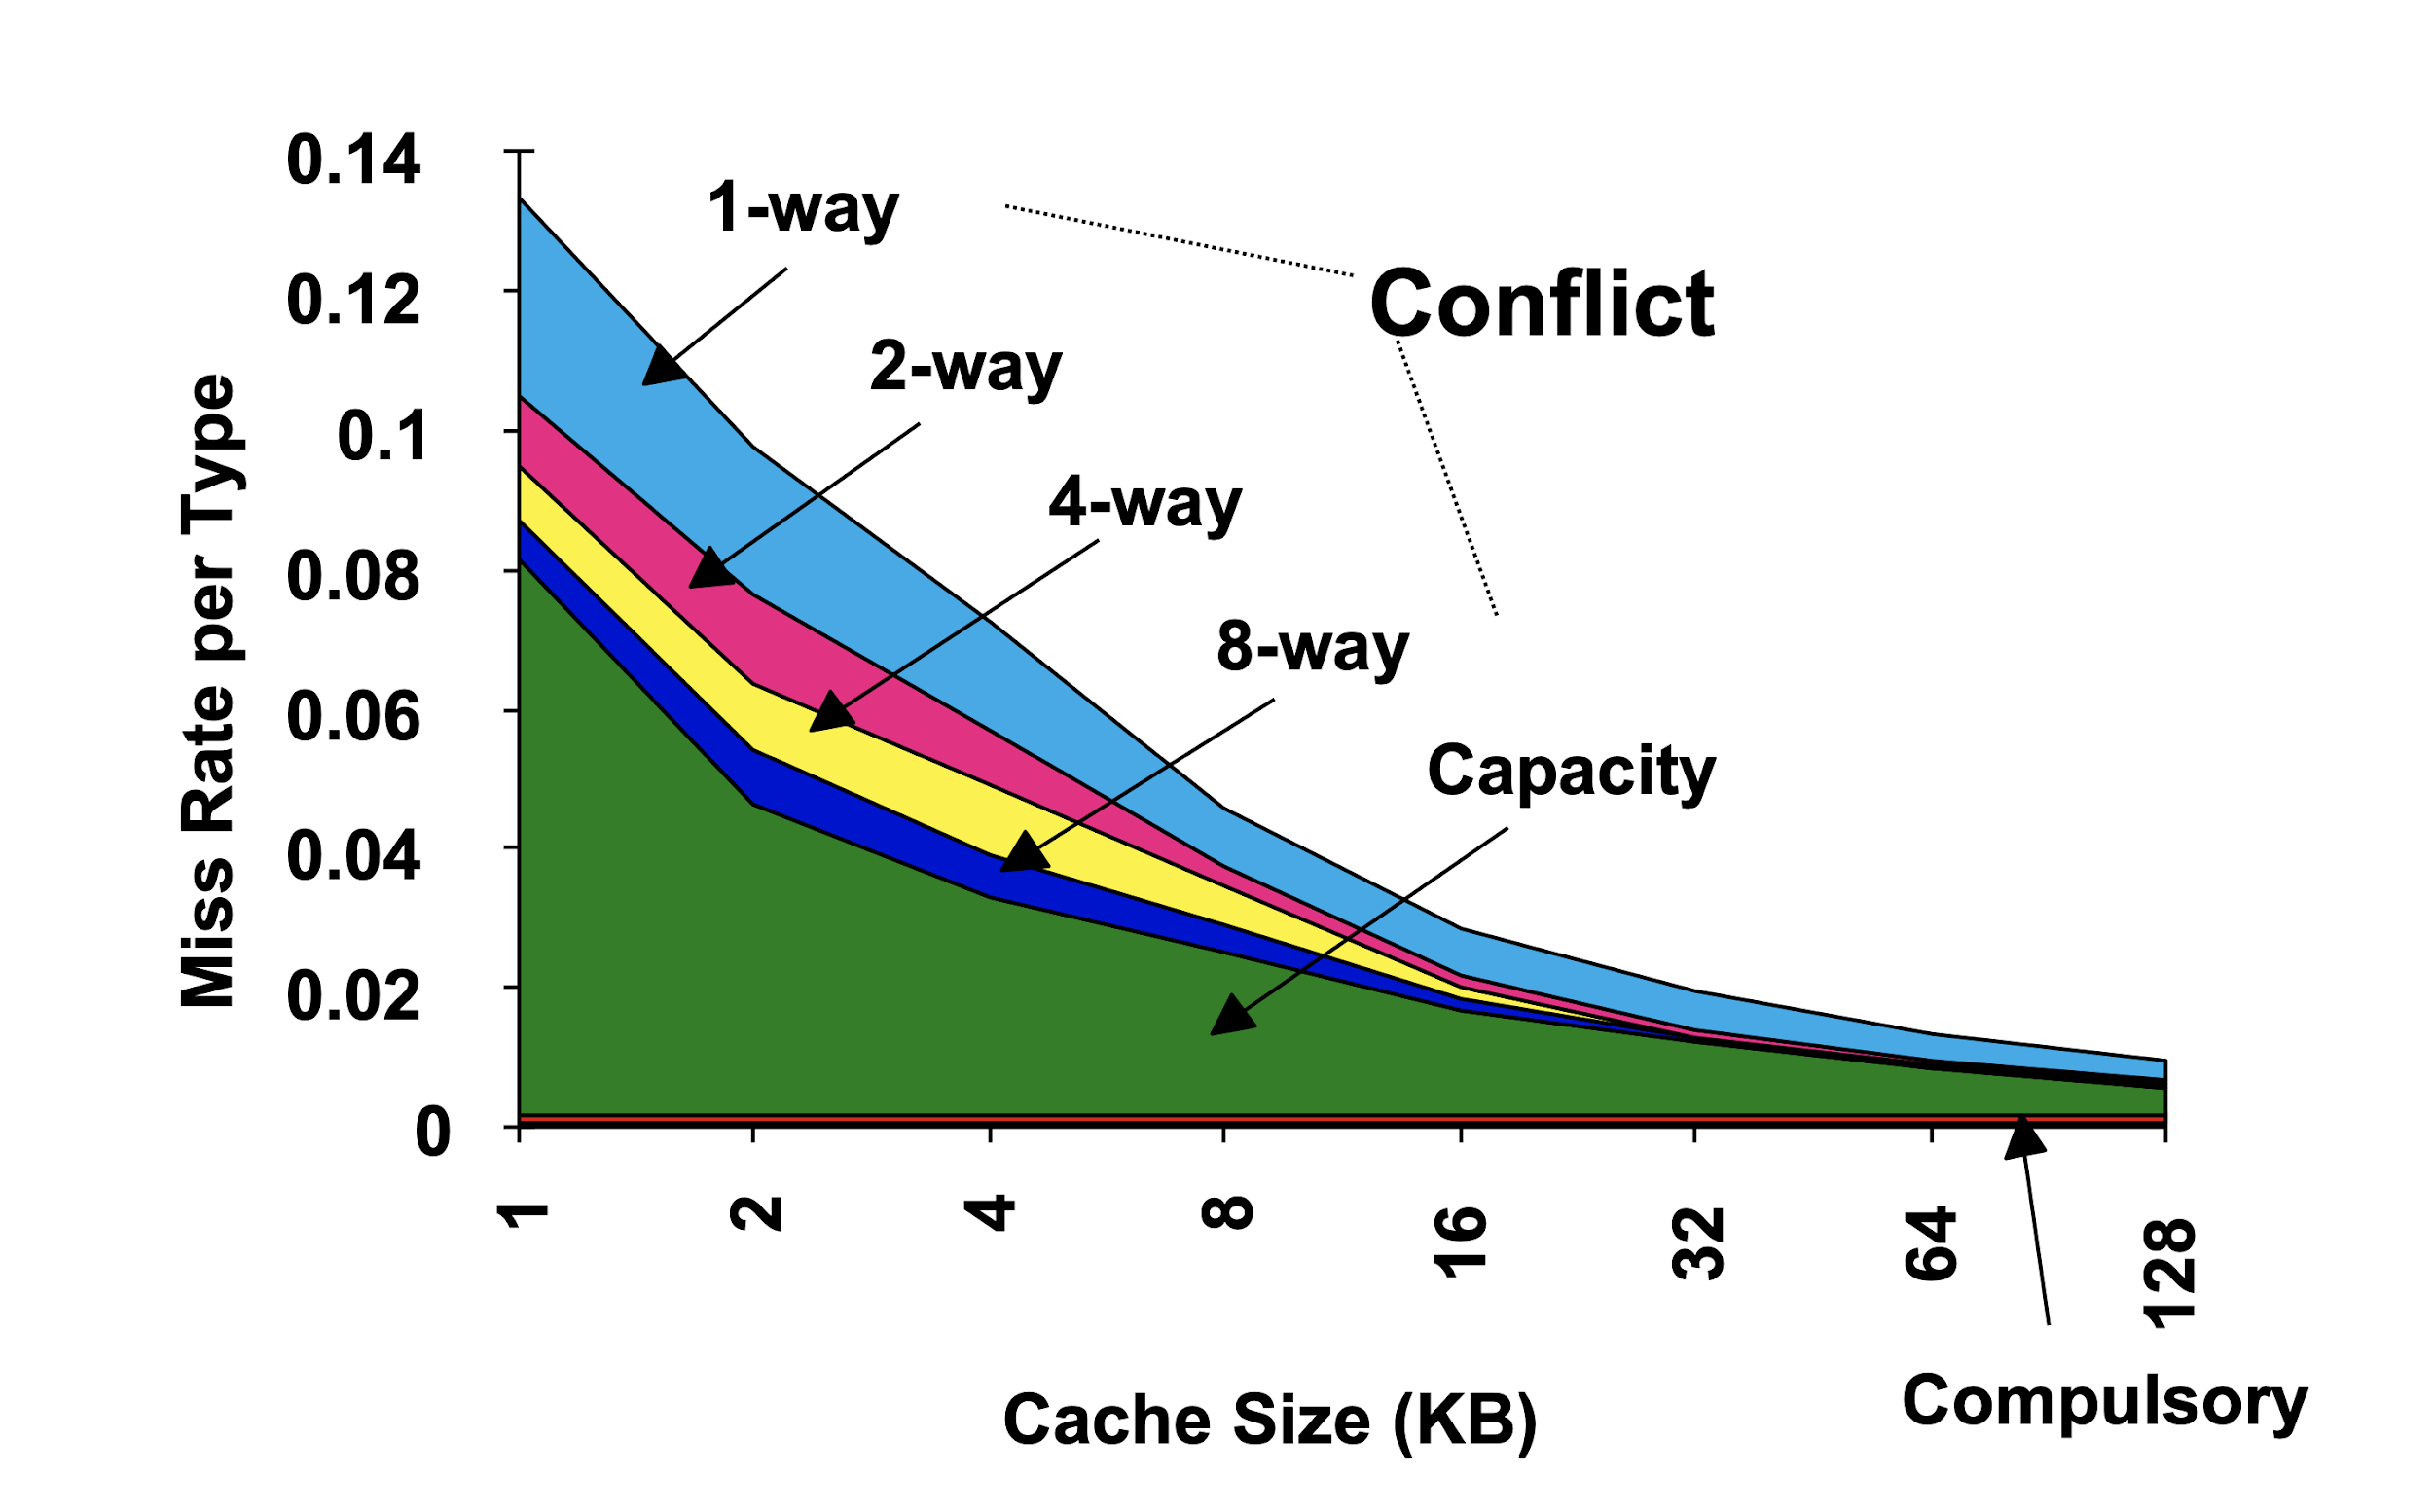 0.14
0.12
0.1
0.08
0.06
0.04
0.02
0
Miss Rate per Type
1-way
2-way
4-way
8-way
Conflict
Capacity
1
2
4
8
16
32
64
128
Cache Size (KB)
Compulsory